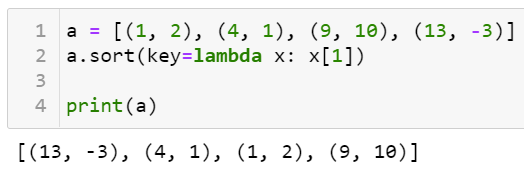 1 a = [(1, 2), (4, 1), (9, 10), (13, -3)]
2 a.sort(key=lambda x: x[1])
3
4 print(a)
[(13, -3), (4, 1), (1, 2), (9, 10)]